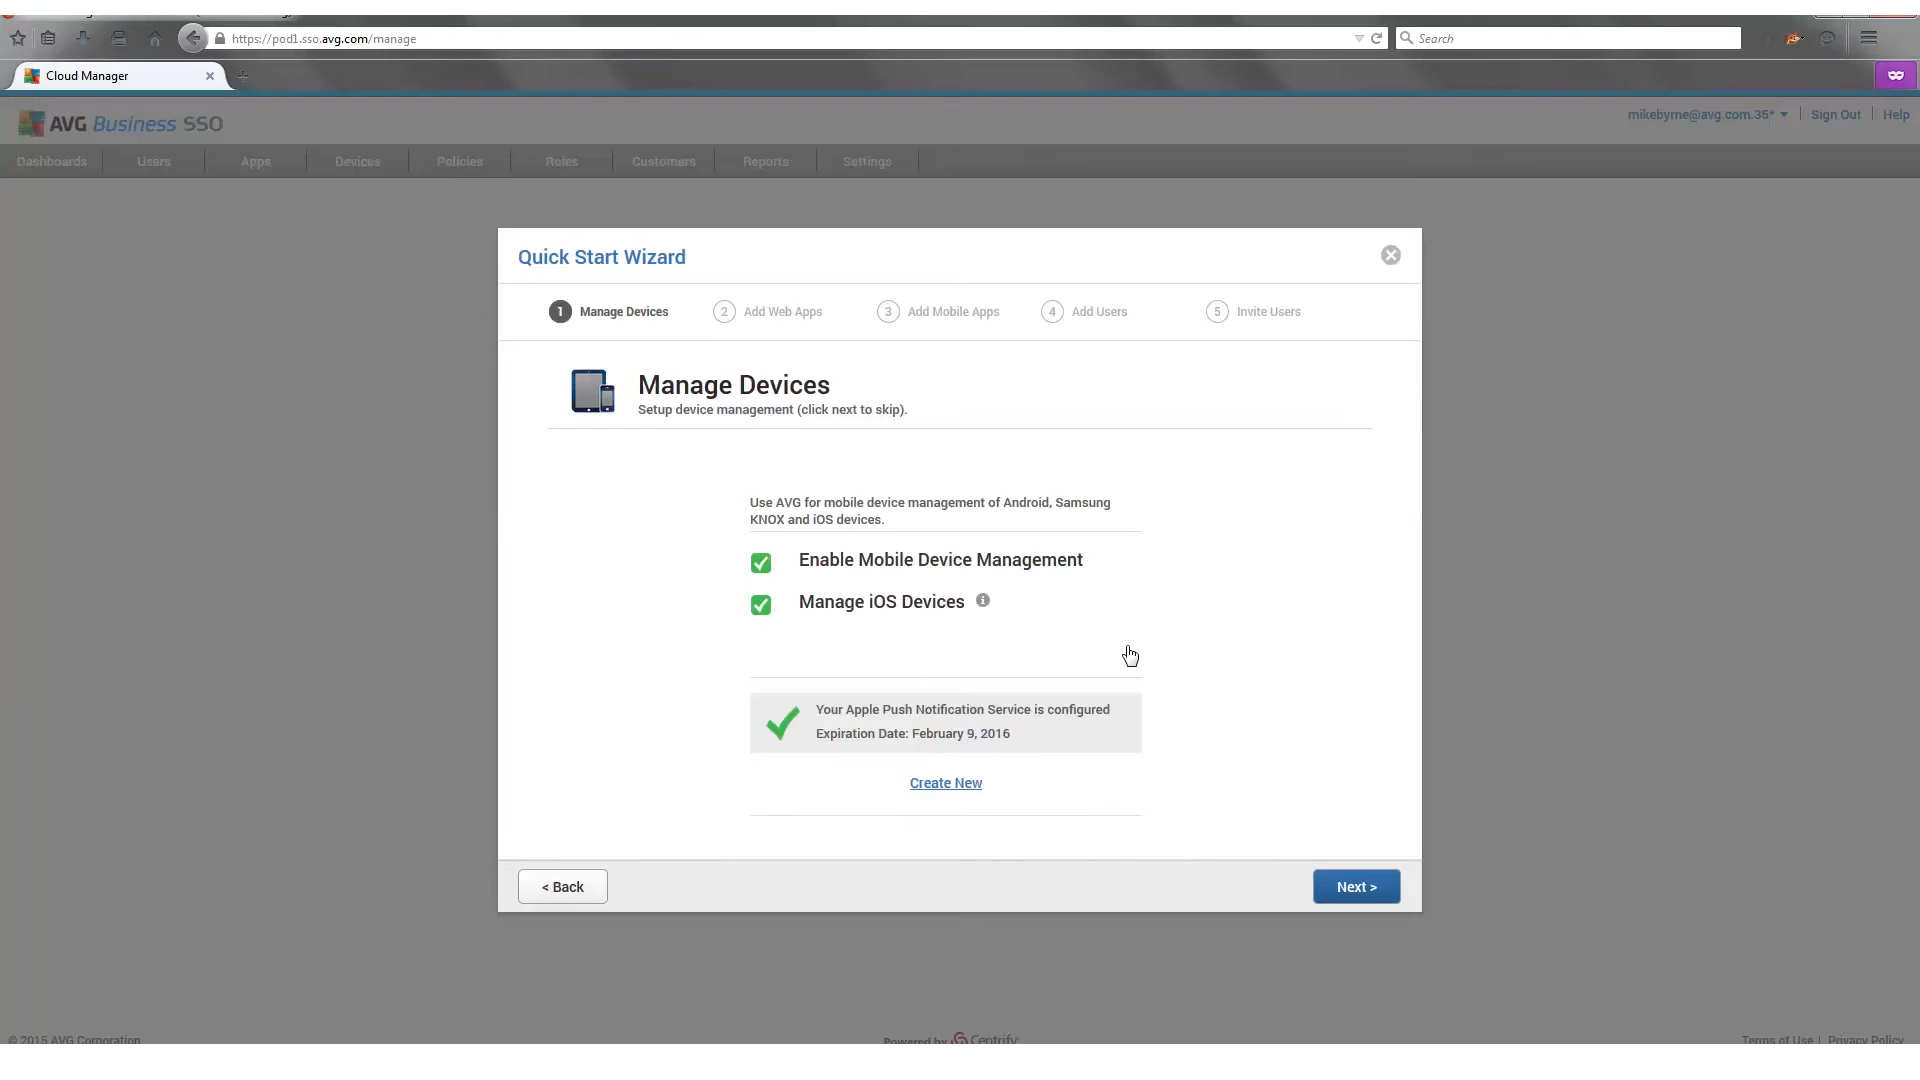 https://pod1.sso.avg.com/manage
Search
Cloud Manager
AVG Business SSO
mikebyrne@avg.com.35*
Sign Out
Help
Dashboards
Users
Apps
Devices
Policies
Roles
Customers
Reports
Settings
Quick Start Wizard
1 Manage Devices
2 Add Web Apps
3 Add Mobile Apps
4 Add Users
5 Invite Users
Manage Devices
Setup device management (click next to skip).
Use AVG for mobile device management of Android, Samsung
KNOX and iOS devices.
Enable Mobile Device Management
Manage iOS Devices
Your Apple Push Notification Service is configured
Expiration Date: February 9, 2016
Create New
< Back
Next >
© 2015 AVG Corporation
Powered by Centrify
Terms of Use | Privacy Policy